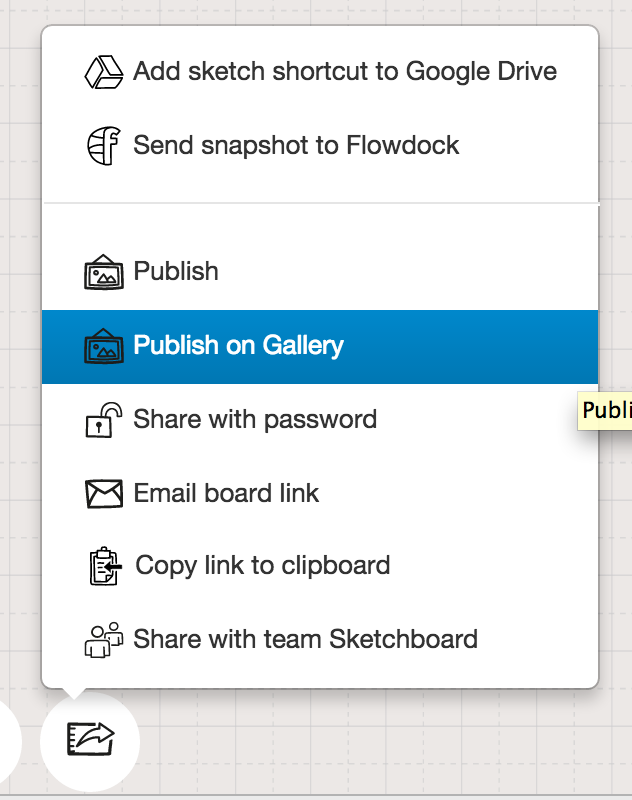 Add sketch shortcut to Google Drive
Send snapshot to Flowdock
Publish
Publish on Gallery
Share with password
Publi
Email board link
Copy link to clipboard
Share with team Sketchboard